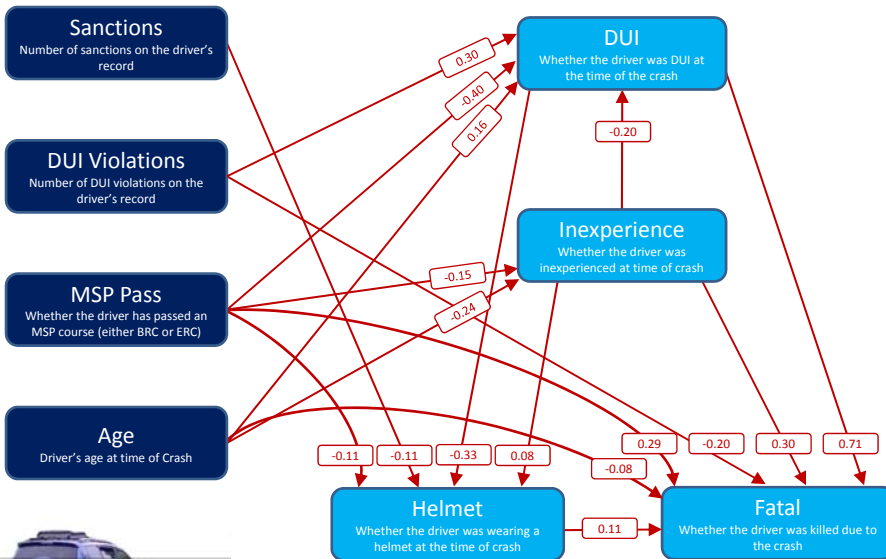 Sanctions
Number of sanctions on the driver's
record
DUI Violations
Number of DUI violations on the
driver's record
MSP Pass
Whether the driver has passed an
MSP course (either BRC or ERC)
Age
Driver's age at time of Crash
DUI
Whether the driver was DUI at
the time of the crash
Inexperience
Whether the driver was
inexperienced at time of crash
Helmet
Whether the driver was wearing a
helmet at the time of crash
Fatal
Whether the driver was killed due to
the crash
0.30
-0.40
0.16
-0.20
-0.15
-0.24
-0.11
-0.11
-0.33
0.08
0.29
-0.08
-0.20
0.30
0.71
0.11